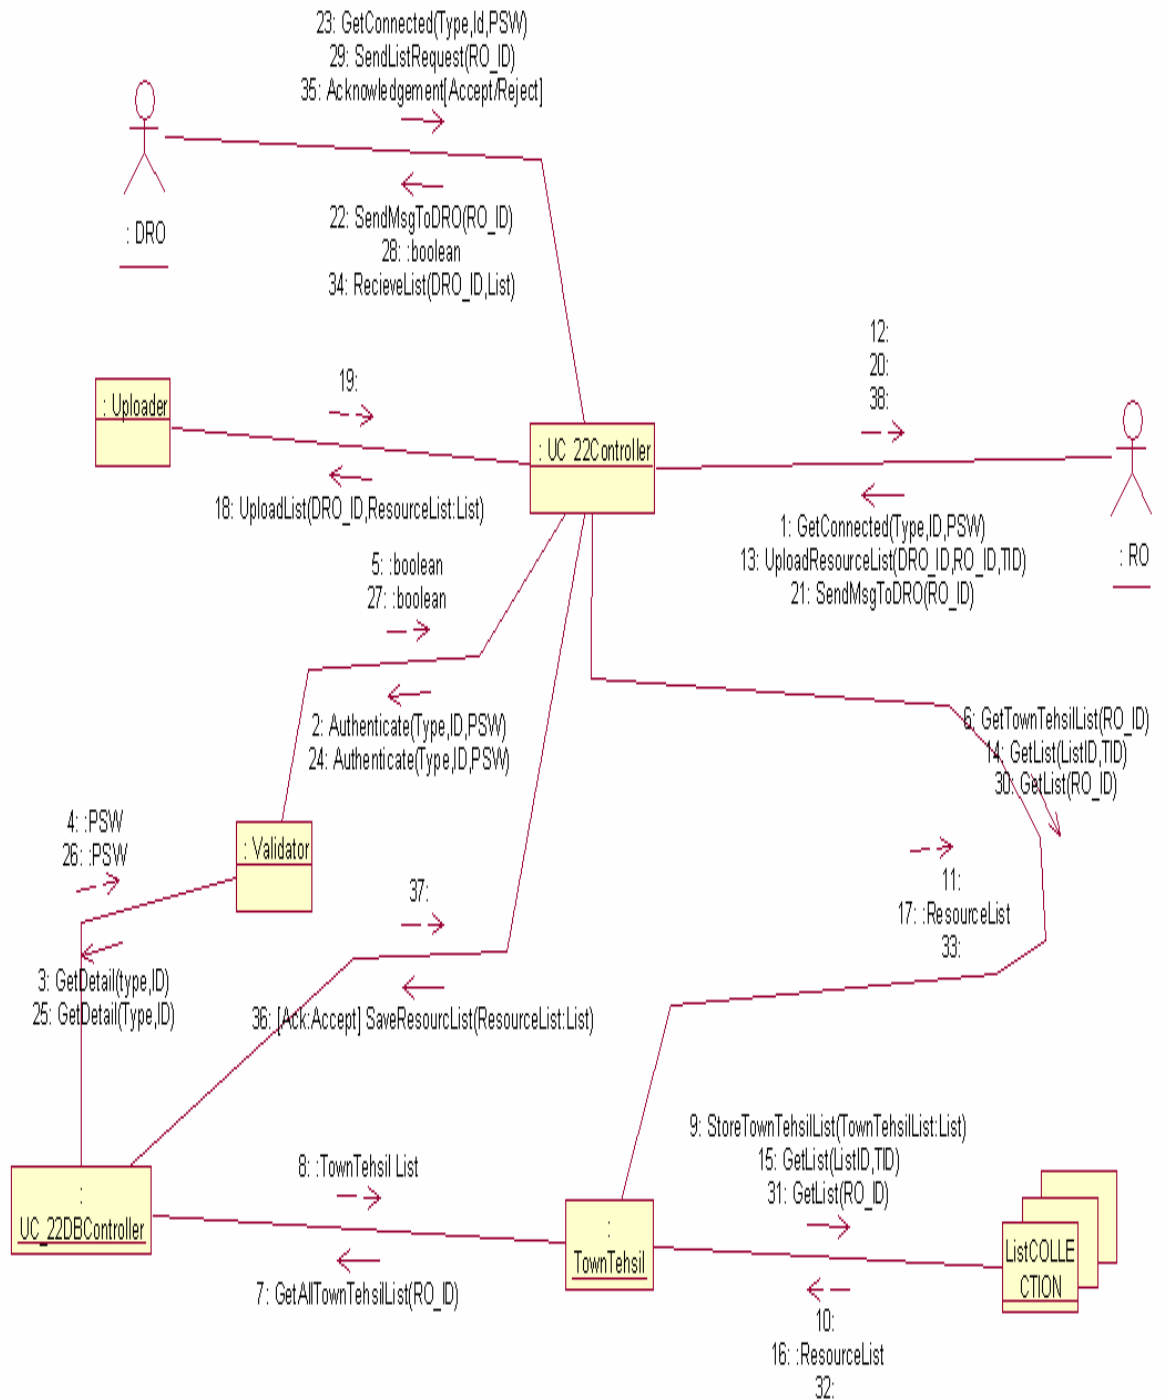 23: GetConnected(Type,Id,PSW)
29: SendListRequest(RO_ID)
35: Acknowledgement[Accept/Reject]
: DRO
22: SendMsgToDRO(RO_ID)
28: :boolean
34: RecieveList(DRO_ID,List)
12:
20:
38:
19:
: Uploader
: UC_22Controller
18: UploadList(DRO_ID,ResourceList:List)
1: GetConnected(Type,ID,PSW)
13: UploadResourceList(DRO_ID,RO_ID,TID)
21: SendMsgToDRO(RO_ID)
: RO
5: :boolean
27: :boolean
2: Authenticate(Type,ID,PSW)
24: Authenticate(Type,ID,PSW)
6: GetTownTehsilList(RO_ID)
14: GetList(ListID,TID)
30: GetList(RO_ID)
4: :PSW
26: :PSW
: Validator
11:
17: :ResourceList
33:
37:
3: GetDetail(type,ID)
25: GetDetail(Type,ID)
36: [Ack:Accept] SaveResourcList(ResourceList:List)
9: StoreTownTehsilList(TownTehsilList:List)
15: GetList(ListID,TID)
31: GetList(RO_ID)
8: :TownTehsil List
:
UC_22DBController
:
TownTehsil
ListCOLLE
CTION
7: GetAllTownTehsilList(RO_ID)
10:
16: :ResourceList
32: